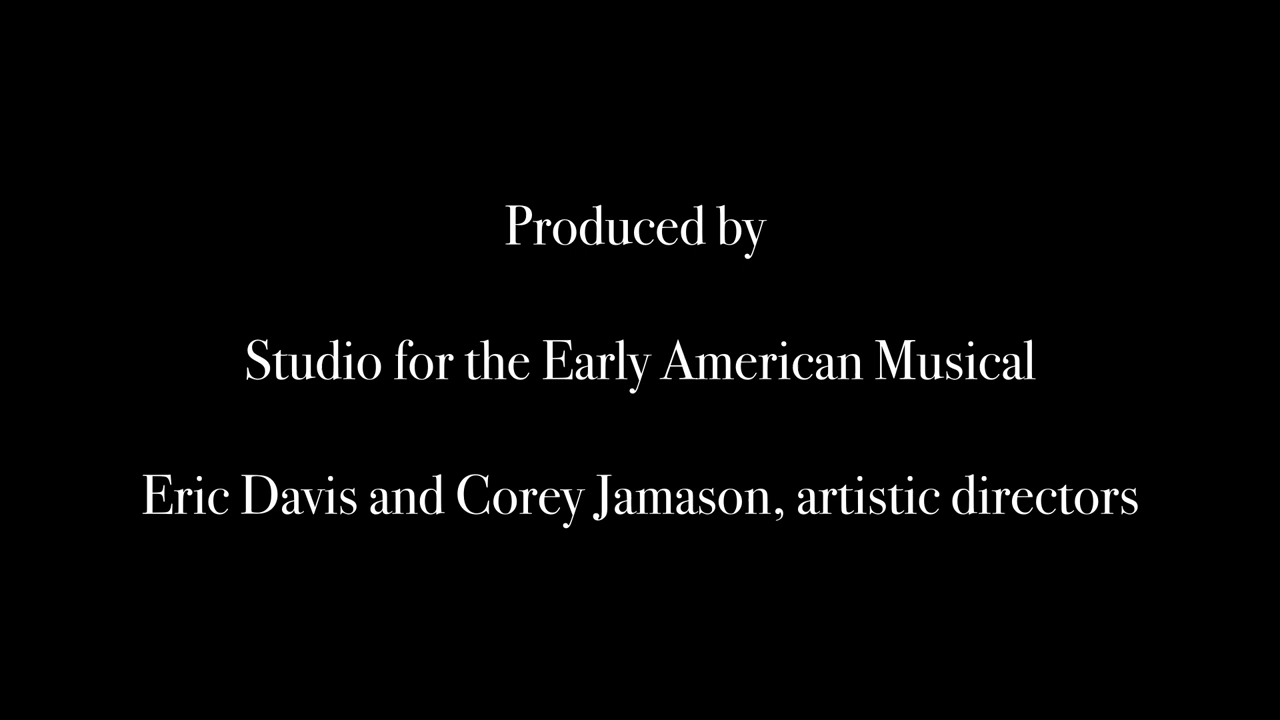 Produced by
Studio for the Early American Musical
Eric Davis and Corey Jamason, artistic directors